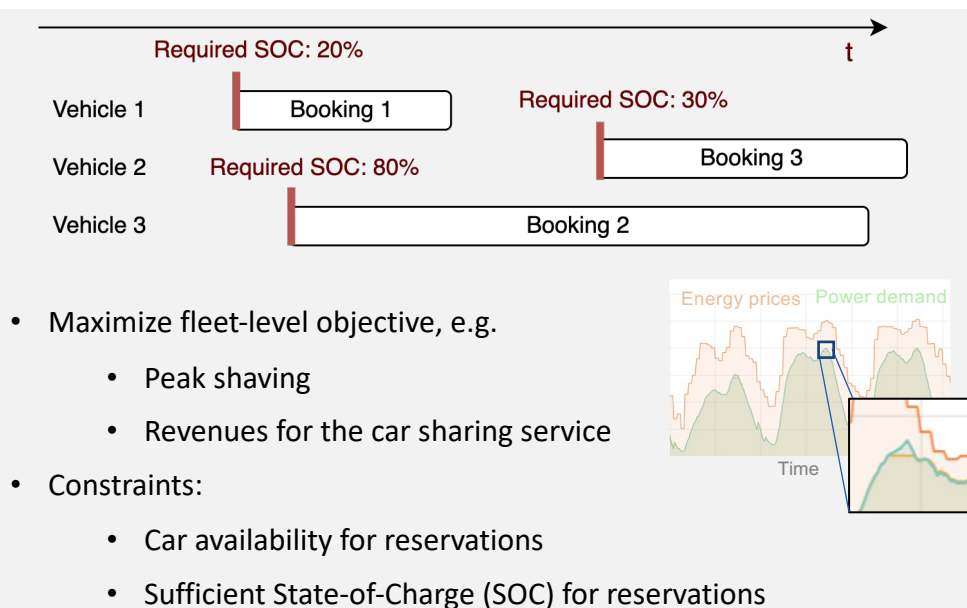 t
Required SOC: 20%
Vehicle 1
Booking 1
Required SOC: 30%
Vehicle 2
Required SOC: 80%
Booking 3
Vehicle 3
Booking 2
• Maximize fleet-level objective, e.g.
• Peak shaving
• Revenues for the car sharing service
• Constraints:
• Car availability for reservations
• Sufficient State-of-Charge (SOC) for reservations
Energy prices
Power demand
Time